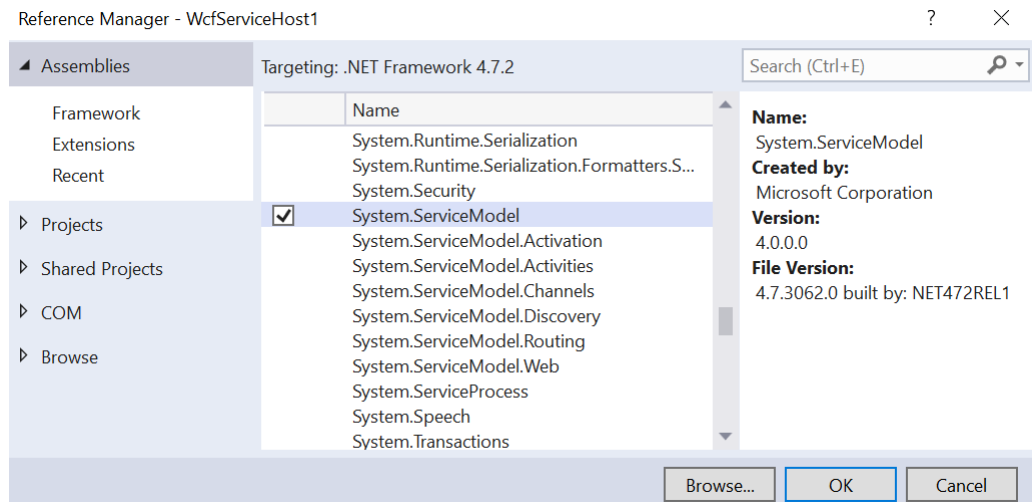 Reference Manager - WcfServiceHost1
?
Assemblies
Framework
Extensions
Recent
Projects
Shared Projects
COM
Browse
Targeting: .NET Framework 4.7.2
Name
System.Runtime.Serialization
System.Runtime.Serialization.Formatters.S...
System.Security
System.ServiceModel
System.ServiceModel.Activation
System.ServiceModel.Activities
System.ServiceModel.Channels
System.ServiceModel.Discovery
System.ServiceModel.Routing
System.ServiceModel.Web
System.ServiceProcess
System.Speech
System.Transactions
Search (Ctrl+E)
Name:
System.ServiceModel
Created by:
Microsoft Corporation
Version:
4.0.0.0
File Version:
4.7.3062.0 built by: NET472REL1
Browse...
OK
Cancel